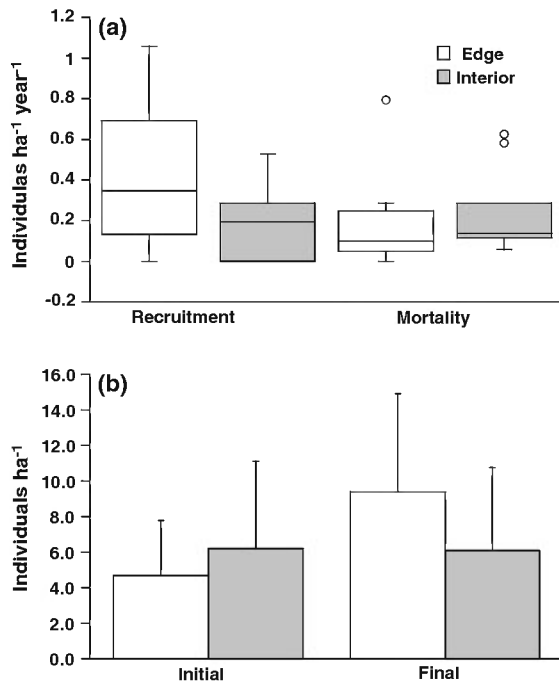 (a)
1.2
1
0.8
0.6
0.4
0.2
0
-0.2
Individulas ha⁻¹ year⁻¹
Edge
Interior
Recruitment Mortality
(b)
16.0
14.0
12.0
10.0
8.0
6.0
4.0
2.0
0.0
Individuals ha⁻¹
Initial Final